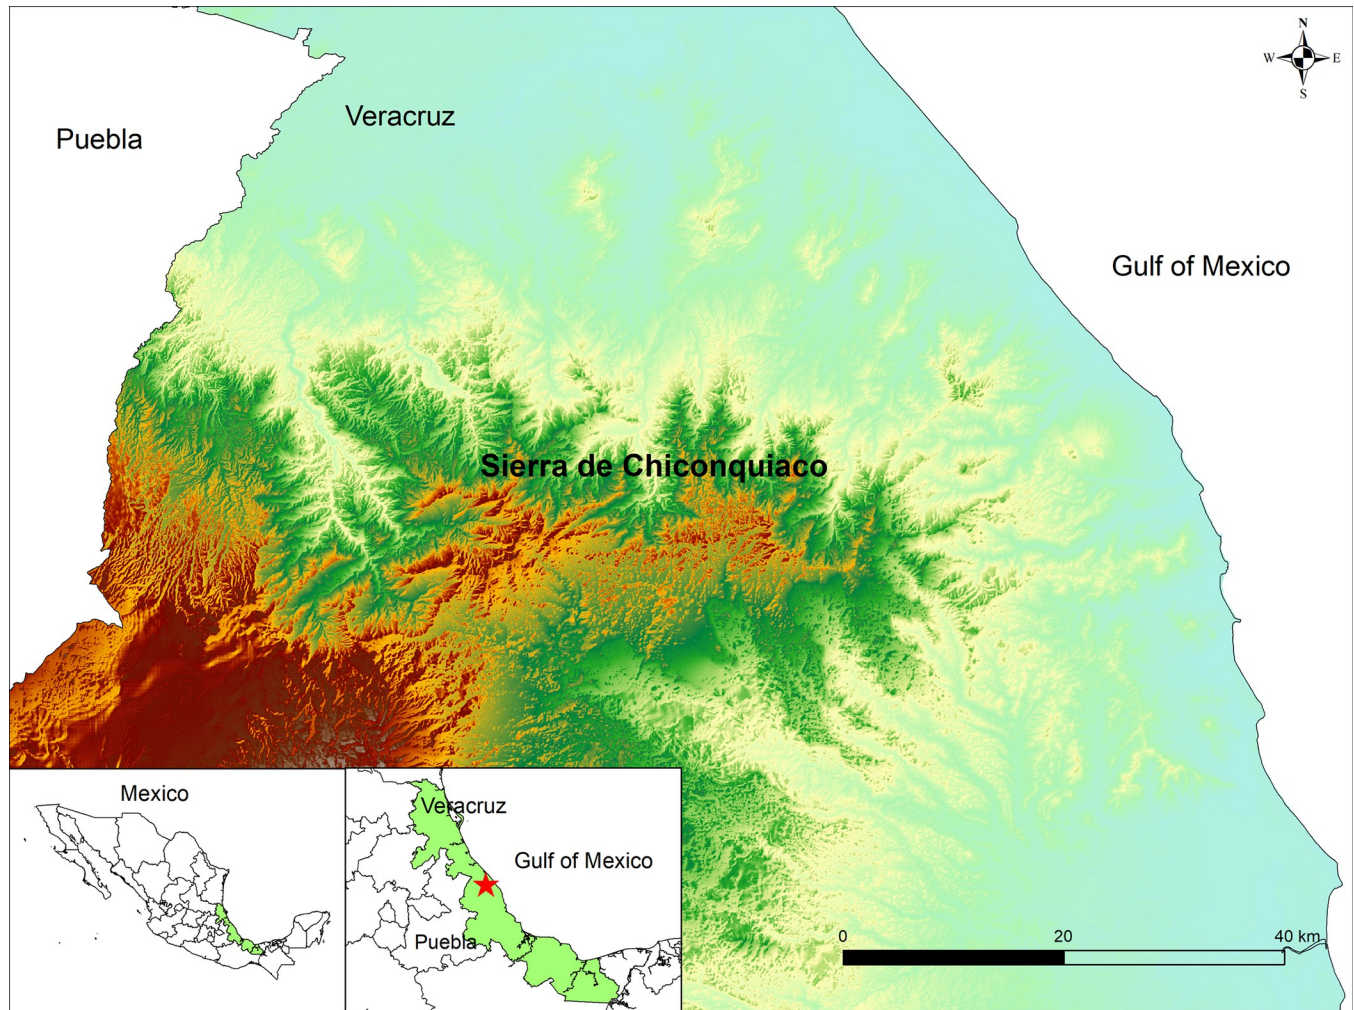 N
W E
S
Veracruz
Puebla
Gulf of Mexico
Sierra de Chiconquiaco
Mexico
Veracruz
Gulf of Mexico
Puebla
0 20 40 km